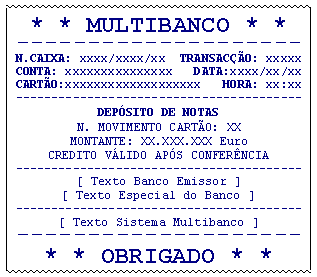 * * MULTIBANCO * *
N.CAIXA: xxxx/xxxx/xx TRANSACÇÃO: xxxxx
CONTA: xxxxxxxxxxxxxxx DATA:xxxx/xx/xx
CARTÃO:xxxxxxxxxxxxxxxxxxx HORA: xx:xx
DEPÓSITO DE NOTAS
N. MOVIMENTO CARTÃO: XX
MONTANTE: XX.XXX.XXX Euro
CREDITO VÁLIDO APÓS CONFERÊNCIA
[ Texto Banco Emissor ]
[ Texto Especial do Banco ]
[ Texto Sistema Multibanco ]
* * OBRIGADO * *